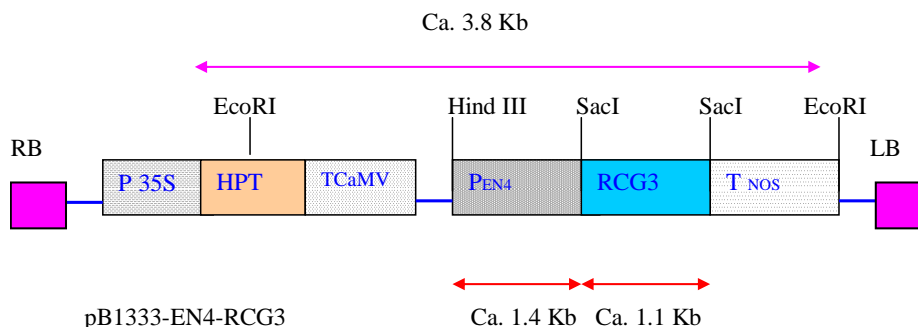 Ca. 3.8 Kb
EcoRI Hind III SacI SacI EcoRI
RB LB
P 35S HPT TCaMV PEN4 RCG3 T NOS
pB1333-EN4-RCG3 Ca. 1.4 Kb Ca. 1.1 Kb